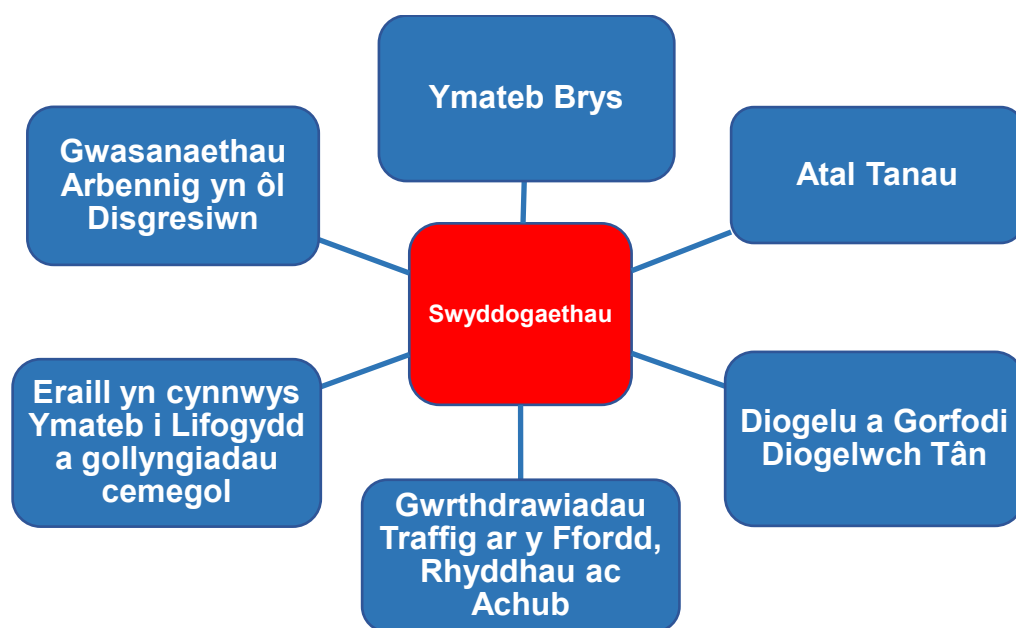 Ymateb Brys
Gwasanaethau
Arbennig yn ôl
Disgresiwn
Atal Tanau
Swyddogaethau
Eraill yn cynnwys
Ymateb i Lifogydd
a gollyngiadau
cemegol
Diogelu a Gorfodi
Diogelwch Tân
Gwrthdrawiadau
Traffig ar y Ffordd,
Rhyddhau ac
Achub